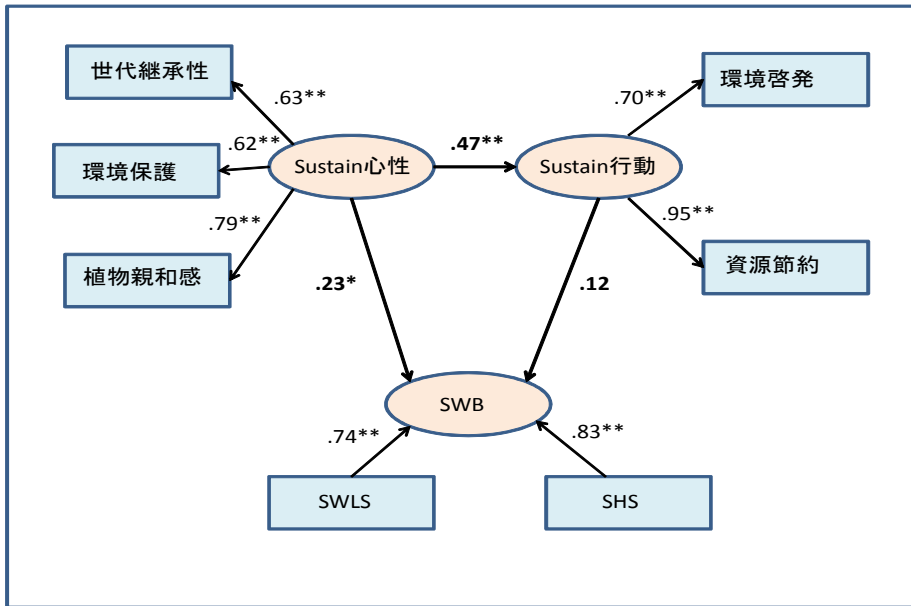 世代継承性
環境啓発
.63**
.70**
.62**
.47**
環境保護
Sustain心性
Sustain行動
.79**
.95**
植物親和感
資源節約
.23*
.12
SWB
.74**
.83**
SWLS
SHS